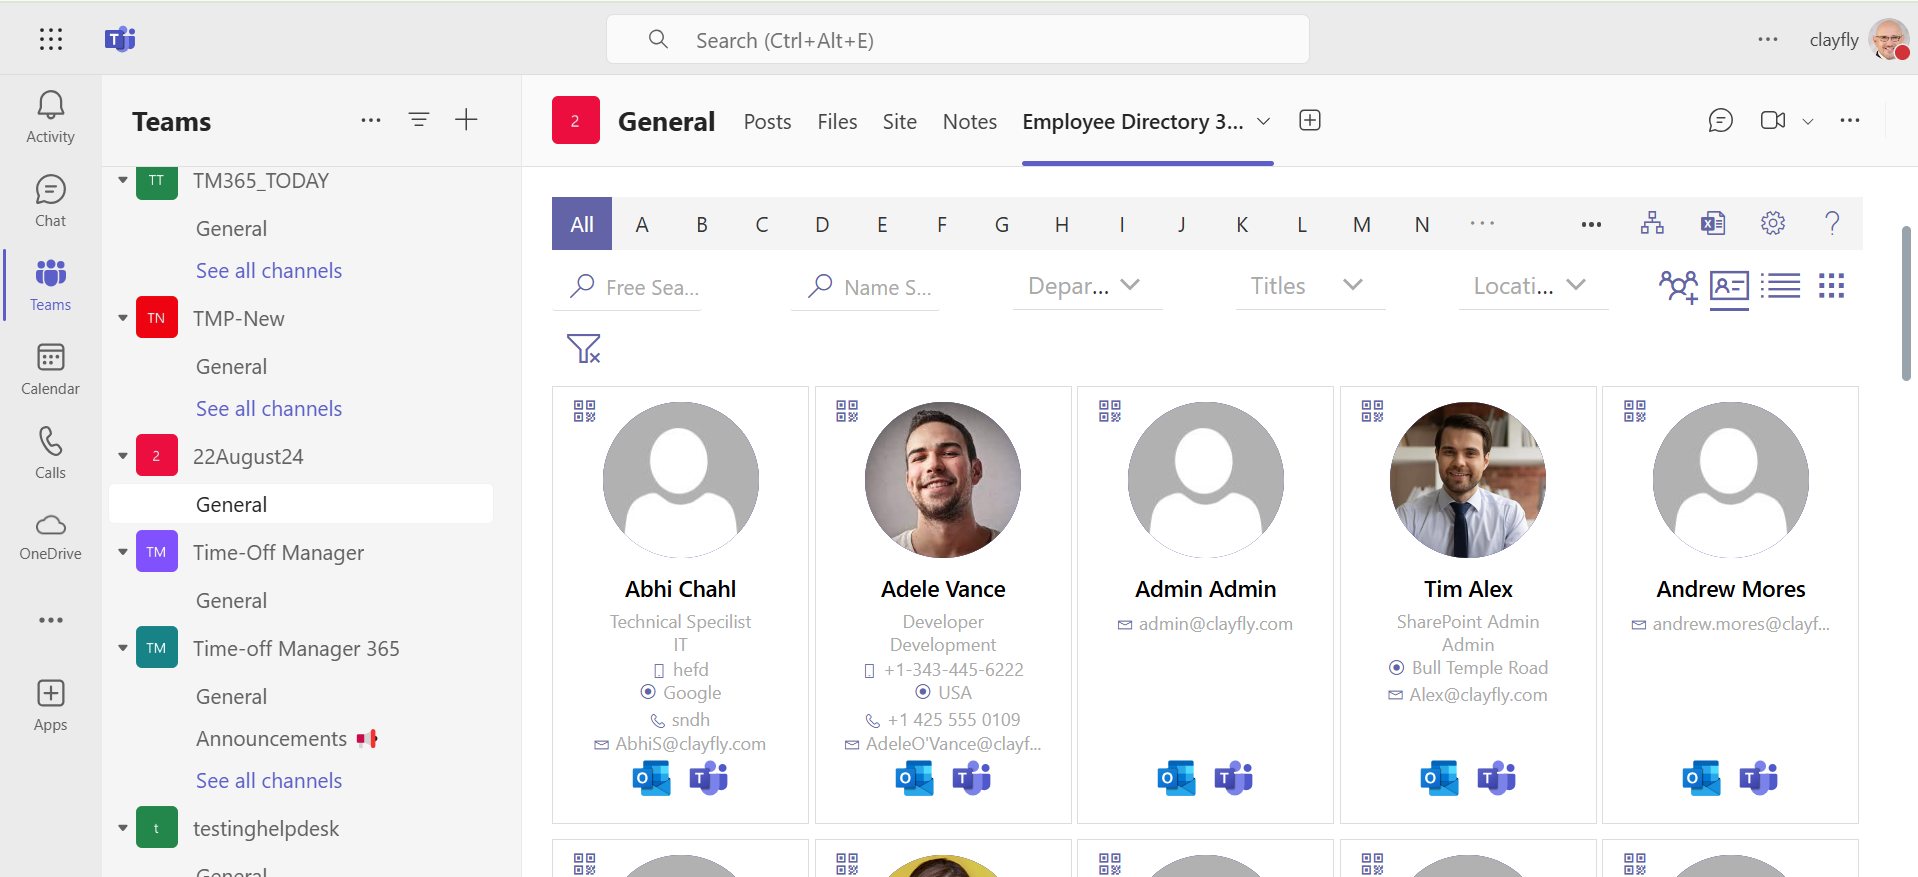 Search (Ctrl+Alt+E)
clayfly
Activity
Chat
Teams
Calendar
Calls
OneDrive
Apps
Teams
TT TM365_TODAY
General
See all channels
TN TMP-New
General
See all channels
2 22August24
General
TM Time-Off Manager
General
TM Time-off Manager 365
General
Announcements
See all channels
t testinghelpdesk
General
2 General Posts Files Site Notes Employee Directory 3...
All A B C D E F G H I J K L M N ... ... ?
Free Sea... Name S... Depar... Titles Locati...
Abhi Chahl
Technical Specilist
IT
hefd
Google
sndh
AbhiS@clayfly.com
Adele Vance
Developer
Development
+1-343-445-6222
USA
+1 425 555 0109
AdeleO'Vance@clayf...
Admin Admin
admin@clayfly.com
Tim Alex
SharePoint Admin
Admin
Bull Temple Road
Alex@clayfly.com
Andrew Mores
andrew.mores@clayf...